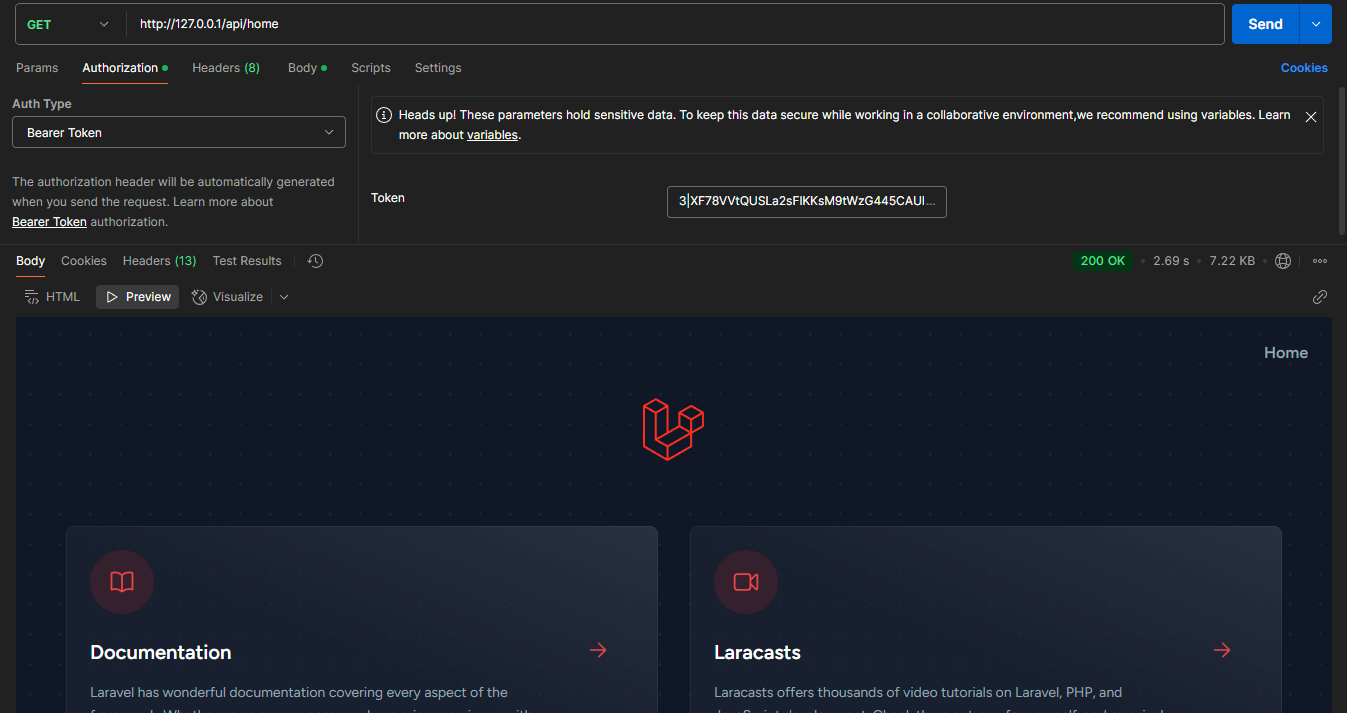 GET http://127.0.0.1/api/home Send
Params Authorization Headers (8) Body Scripts Settings Cookies
Auth Type
Bearer Token
The authorization header will be automatically generated
when you send the request. Learn more about
Bearer Token authorization.
Heads up! These parameters hold sensitive data. To keep this data secure while working in a collaborative environment,we recommend using variables. Learn
more about variables.
Token 3|XF78VVtQUSLa2sFIKKsM9tWzG445CAUI...
Body Cookies Headers (13) Test Results 200 OK 2.69 s 7.22 KB
HTML Preview Visualize
Home
Documentation
Laravel has wonderful documentation covering every aspect of the
Laracasts
Laracasts offers thousands of video tutorials on Laravel, PHP, and